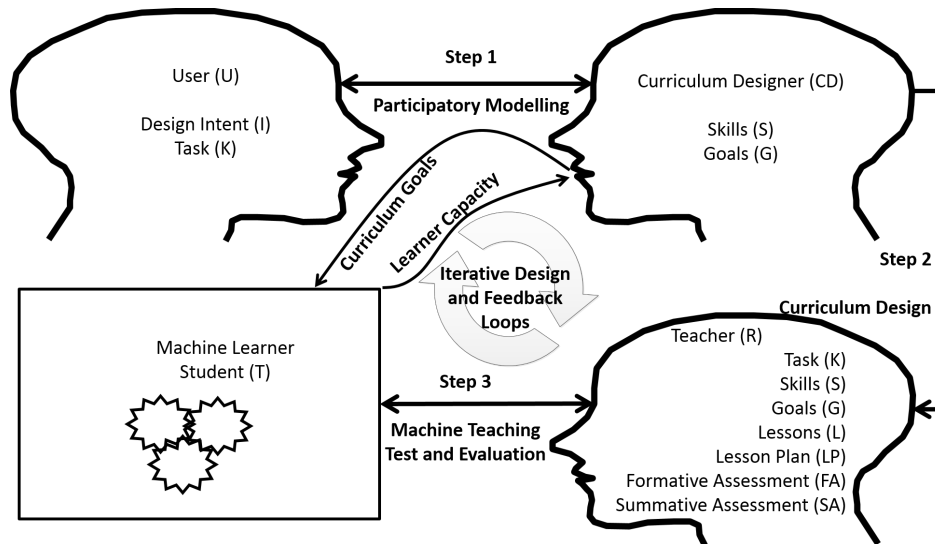 User (U)
Design Intent (I)
Task (K)
Step 1
Participatory Modelling
Curriculum Designer (CD)
Skills (S)
Goals (G)
Curriculum Goals
Learner Capacity
Iterative Design
and Feedback
Loops
Step 2
Curriculum Design
Machine Learner
Student (T)
Step 3
Machine Teaching
Test and Evaluation
Teacher (R)
Task (K)
Skills (S)
Goals (G)
Lessons (L)
Lesson Plan (LP)
Formative Assessment (FA)
Summative Assessment (SA)